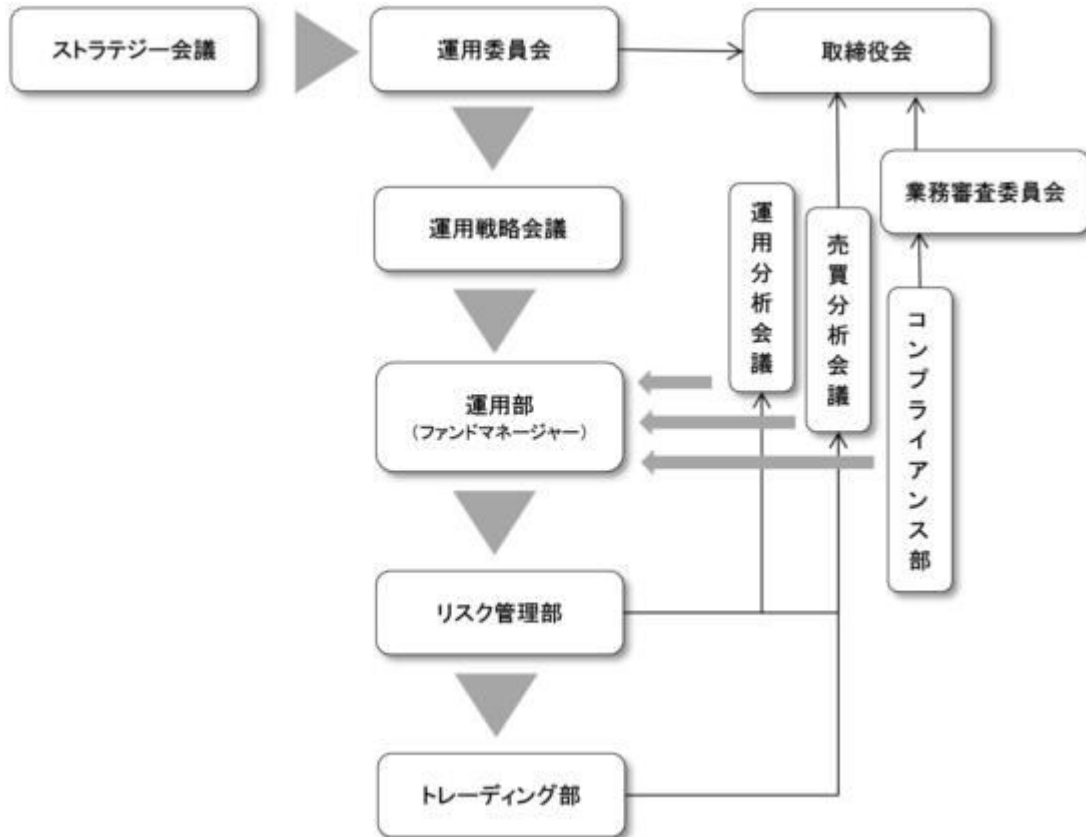 ストラテジー会議
運用委員会
取締役会
業務審査委員会
運用戦略会議
運用分析会議
売買分析会議
コンプライアンス部
運用部
(ファンドマネージャー)
リスク管理部
トレーディング部